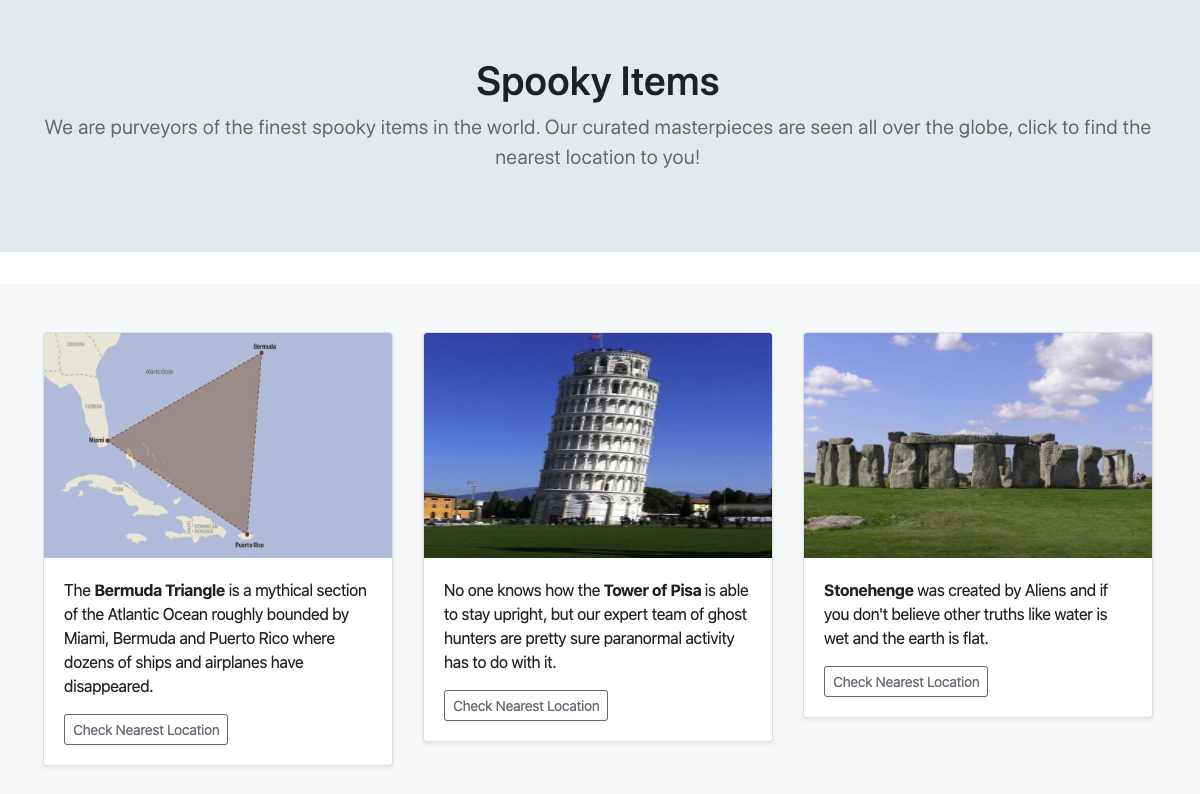 Spooky Items
We are purveyors of the finest spooky items in the world. Our curated masterpieces are seen all over the globe, click to find the
nearest location to you!
GEORGIA
Bermuda
Atlantic Ocean
FLORIDA
Miami
CUBA
HAITI
DOMINICAN
REPUBLIC
Puerto Rico
The Bermuda Triangle is a mythical section
of the Atlantic Ocean roughly bounded by
Miami, Bermuda and Puerto Rico where
dozens of ships and airplanes have
disappeared.
Check Nearest Location
No one knows how the Tower of Pisa is able
to stay upright, but our expert team of ghost
hunters are pretty sure paranormal activity
has to do with it.
Check Nearest Location
Stonehenge was created by Aliens and if
you don't believe other truths like water is
wet and the earth is flat.
Check Nearest Location